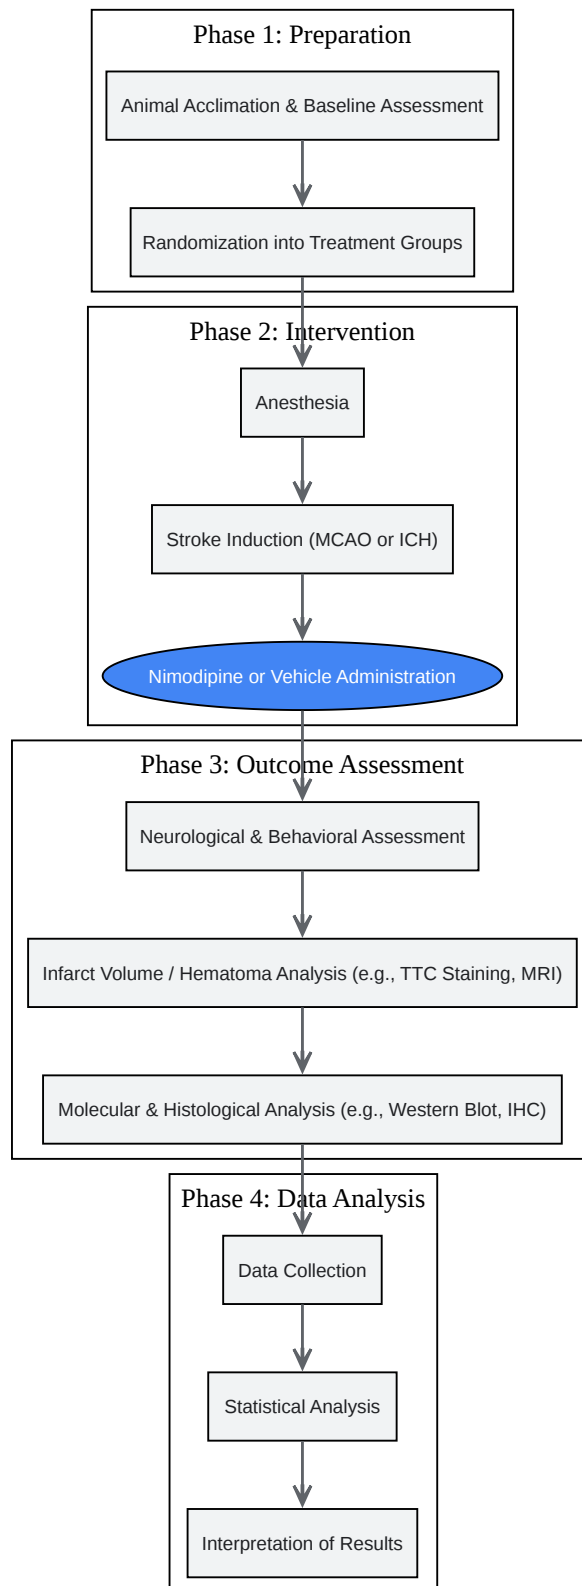 Phase 1: Preparation
Animal Acclimation & Baseline Assessment
Randomization into Treatment Groups
Phase 2: Intervention
Anesthesia
Stroke Induction (MCAO or ICH)
Nimodipine or Vehicle Administration
Phase 3: Outcome Assessment
Neurological & Behavioral Assessment
Infarct Volume / Hematoma Analysis (e.g., TTC Staining, MRI)
Molecular & Histological Analysis (e.g., Western Blot, IHC)
Phase 4: Data Analysis
Data Collection
Statistical Analysis
Interpretation of Results